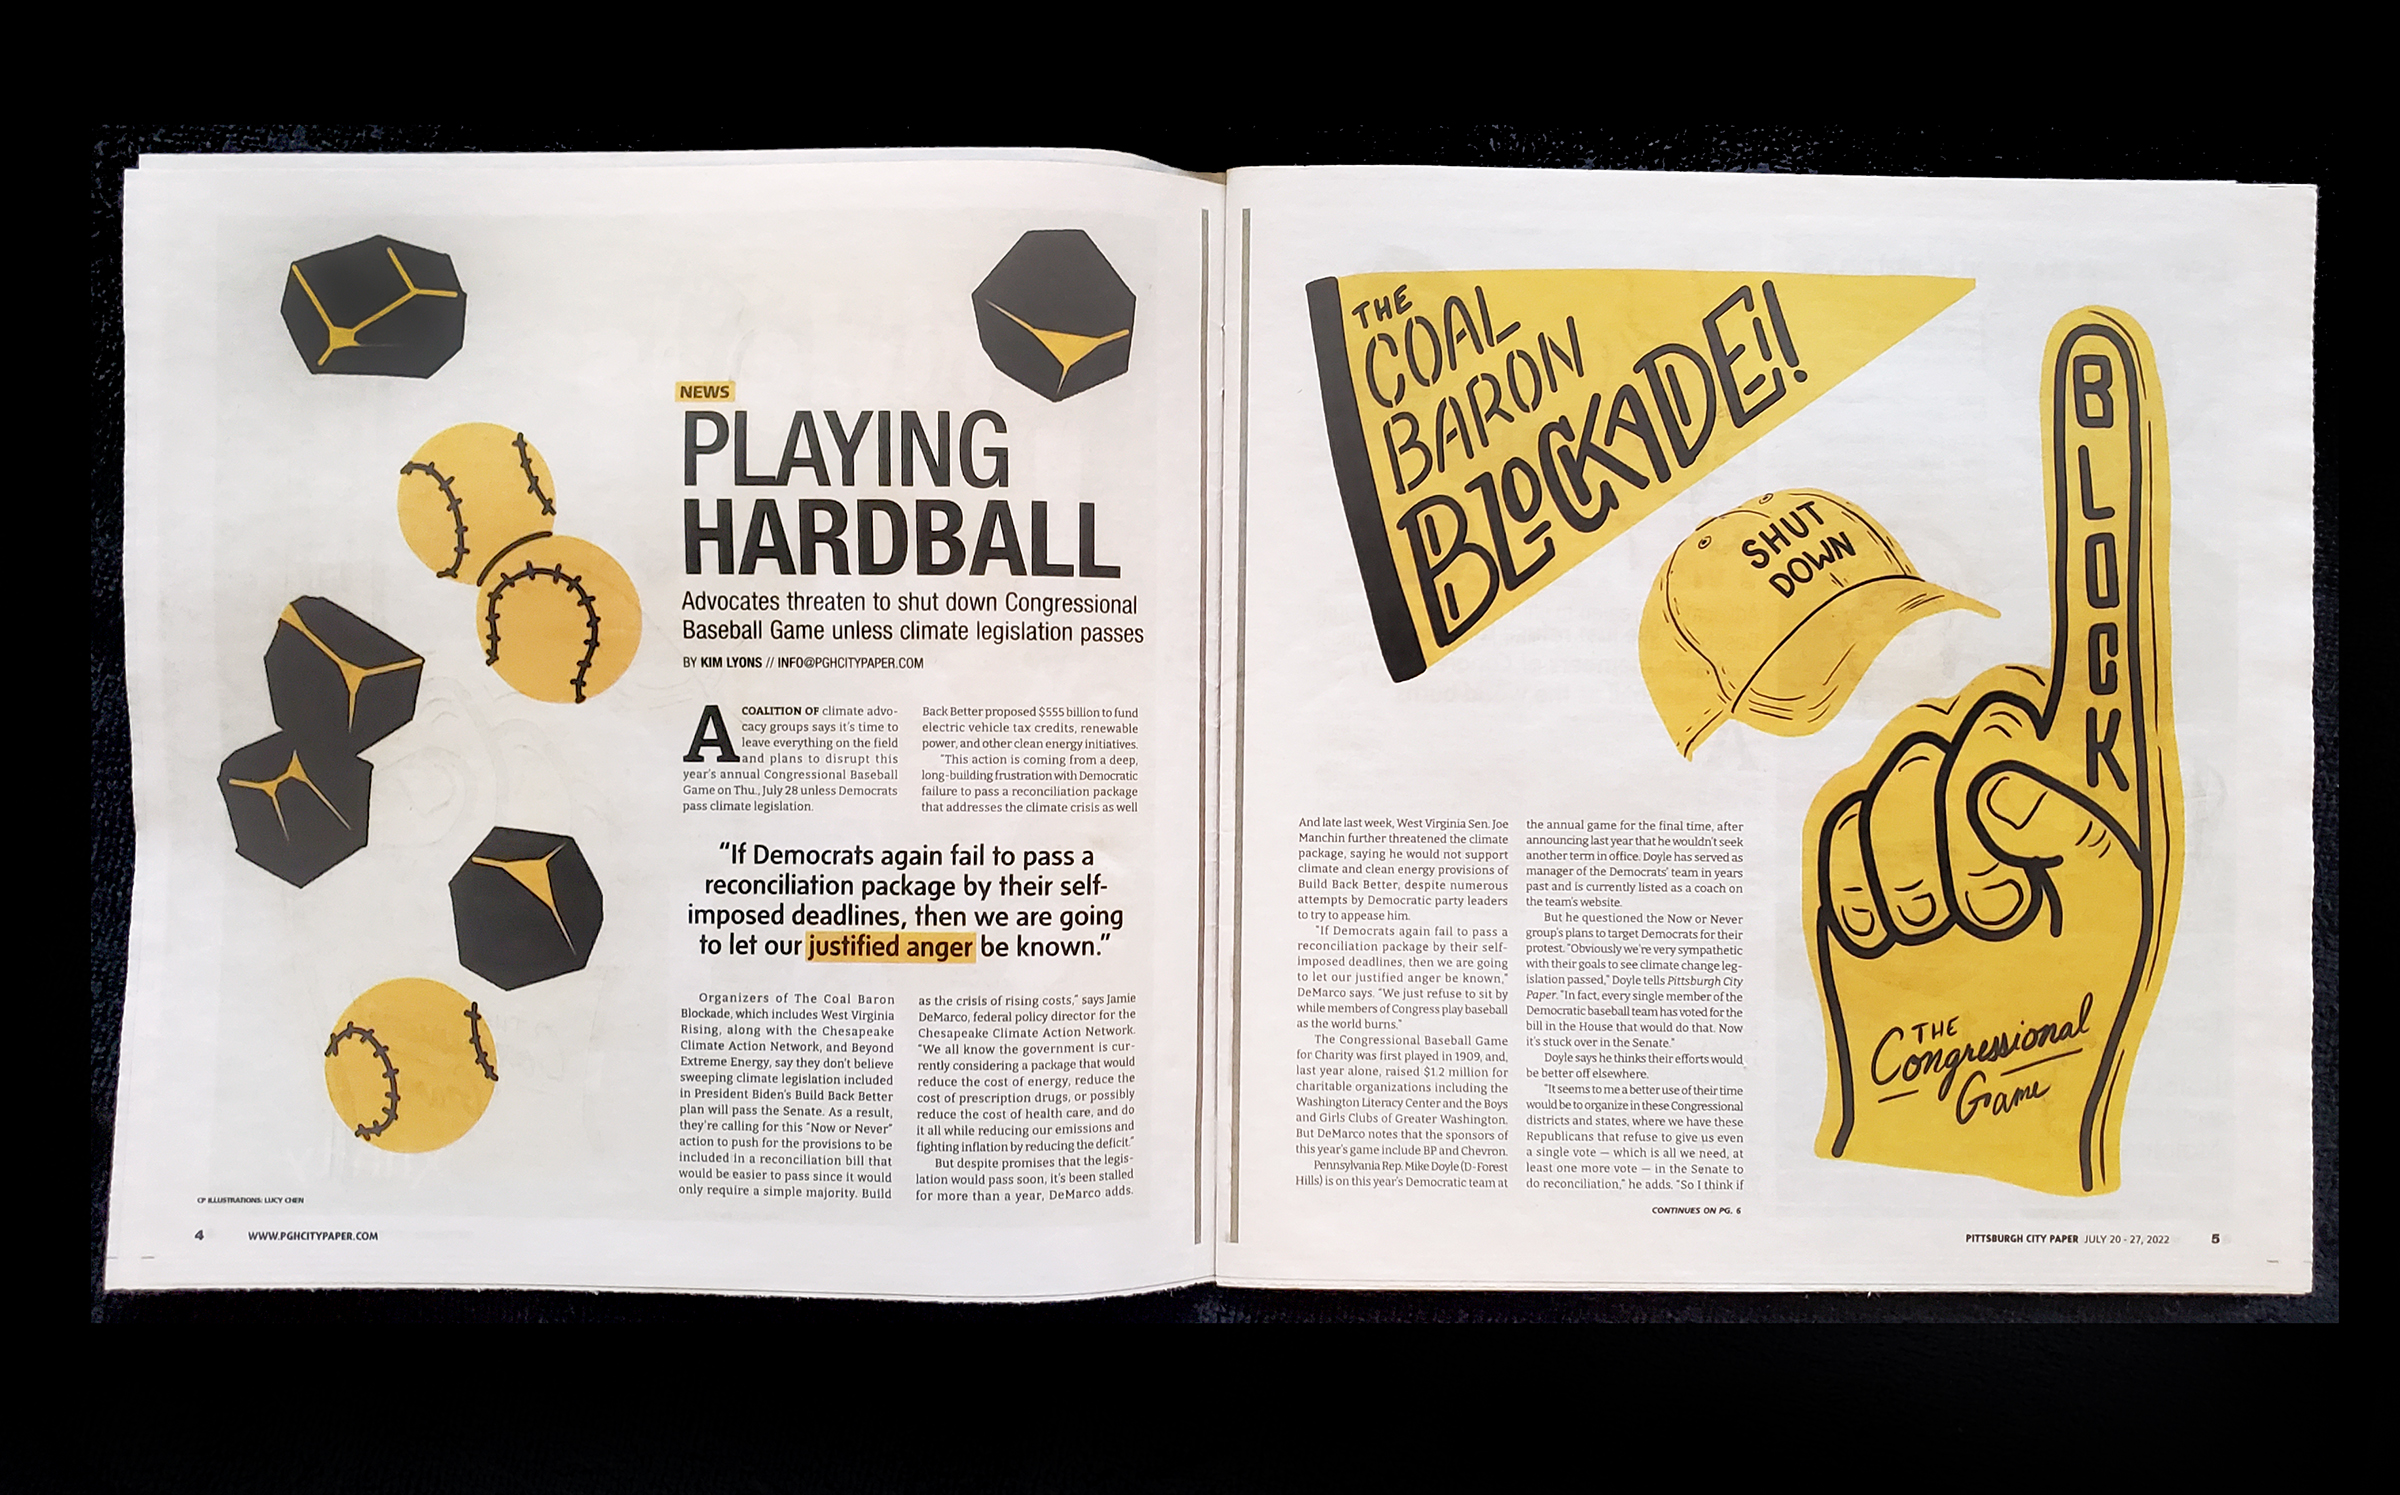 NEWS
PLAYING
HARDBALL
Advocates threaten to shut down Congressional
Baseball Game unless climate legislation passes
BY KIM LYONS // INFO@PGHCITYPAPER.COM
A COALITION OF climate advo-
cacy groups says it's time to
leave everything on the field
and plans to disrupt this
year's annual Congressional Baseball
Game on Thu., July 28 unless Democrats
pass climate legislation.
Back Better proposed $555 billion to fund
electric vehicle tax credits, renewable
power, and other clean energy initiatives.
"This action is coming from a deep,
long-building frustration with Democratic
failure to pass a reconciliation package
that addresses the climate crisis as well
"If Democrats again fail to pass a
reconciliation package by their self-
imposed deadlines, then we are going
to let our justified anger be known."
Organizers of The Coal Baron
Blockade, which includes West Virginia
Rising, along with the Chesapeake
Climate Action Network, and Beyond
Extreme Energy, say they don't believe
sweeping climate legislation included
in President Biden's Build Back Better
plan will pass the Senate. As a result,
they're calling for this "Now or Never"
action to push for the provisions to be
included in a reconciliation bill that
would be easier to pass since it would
only require a simple majority. Build
as the crisis of rising costs," says Jamie
DeMarco, federal policy director for the
Chesapeake Climate Action Network.
"We all know the government is cur-
rently considering a package that would
reduce the cost of energy, reduce the
cost of prescription drugs, or possibly
reduce the cost of health care, and do
it all while reducing our emissions and
fighting inflation by reducing the deficit."
But despite promises that the legis-
lation would pass soon, it's been stalled
for more than a year, DeMarco adds.
CP ILLUSTRATIONS: LUCY CHEN
4
WWW.PGHCITYPAPER.COM
THE
COAL
BARON
BLOCKADE!
SHUT
DOWN
BLOCK
THE
Congressional
Game
And late last week, West Virginia Sen. Joe
Manchin further threatened the climate
package, saying he would not support
climate and clean energy provisions of
Build Back Better, despite numerous
attempts by Democratic party leaders
to try to appease him.
"If Democrats again fail to pass a
reconciliation package by their self-
imposed deadlines, then we are going
to let our justified anger be known,"
DeMarco says. "We just refuse to sit by
while members of Congress play baseball
as the world burns."
The Congressional Baseball Game
for Charity was first played in 1909, and,
last year alone, raised $1.2 million for
charitable organizations including the
Washington Literacy Center and the Boys
and Girls Clubs of Greater Washington.
But DeMarco notes that the sponsors of
this year's game include BP and Chevron.
Pennsylvania Rep. Mike Doyle (D-Forest
Hills) is on this year's Democratic team at
the annual game for the final time, after
announcing last year that he wouldn't seek
another term in office. Doyle has served as
manager of the Democrats' team in years
past and is currently listed as a coach on
the team's website.
But he questioned the Now or Never
group's plans to target Democrats for their
protest. "Obviously we're very sympathetic
with their goals to see climate change leg-
islation passed," Doyle tells Pittsburgh City
Paper. "In fact, every single member of the
Democratic baseball team has voted for the
bill in the House that would do that. Now
it's stuck over in the Senate."
Doyle says he thinks their efforts would
be better off elsewhere.
"It seems to me a better use of their time
would be to organize in these Congressional
districts and states, where we have these
Republicans that refuse to give us even
a single vote — which is all we need, at
least one more vote — in the Senate to
do reconciliation," he adds. "So I think if
CONTINUES ON PG. 6
PITTSBURGH CITY PAPER JULY 20 - 27, 2022
5